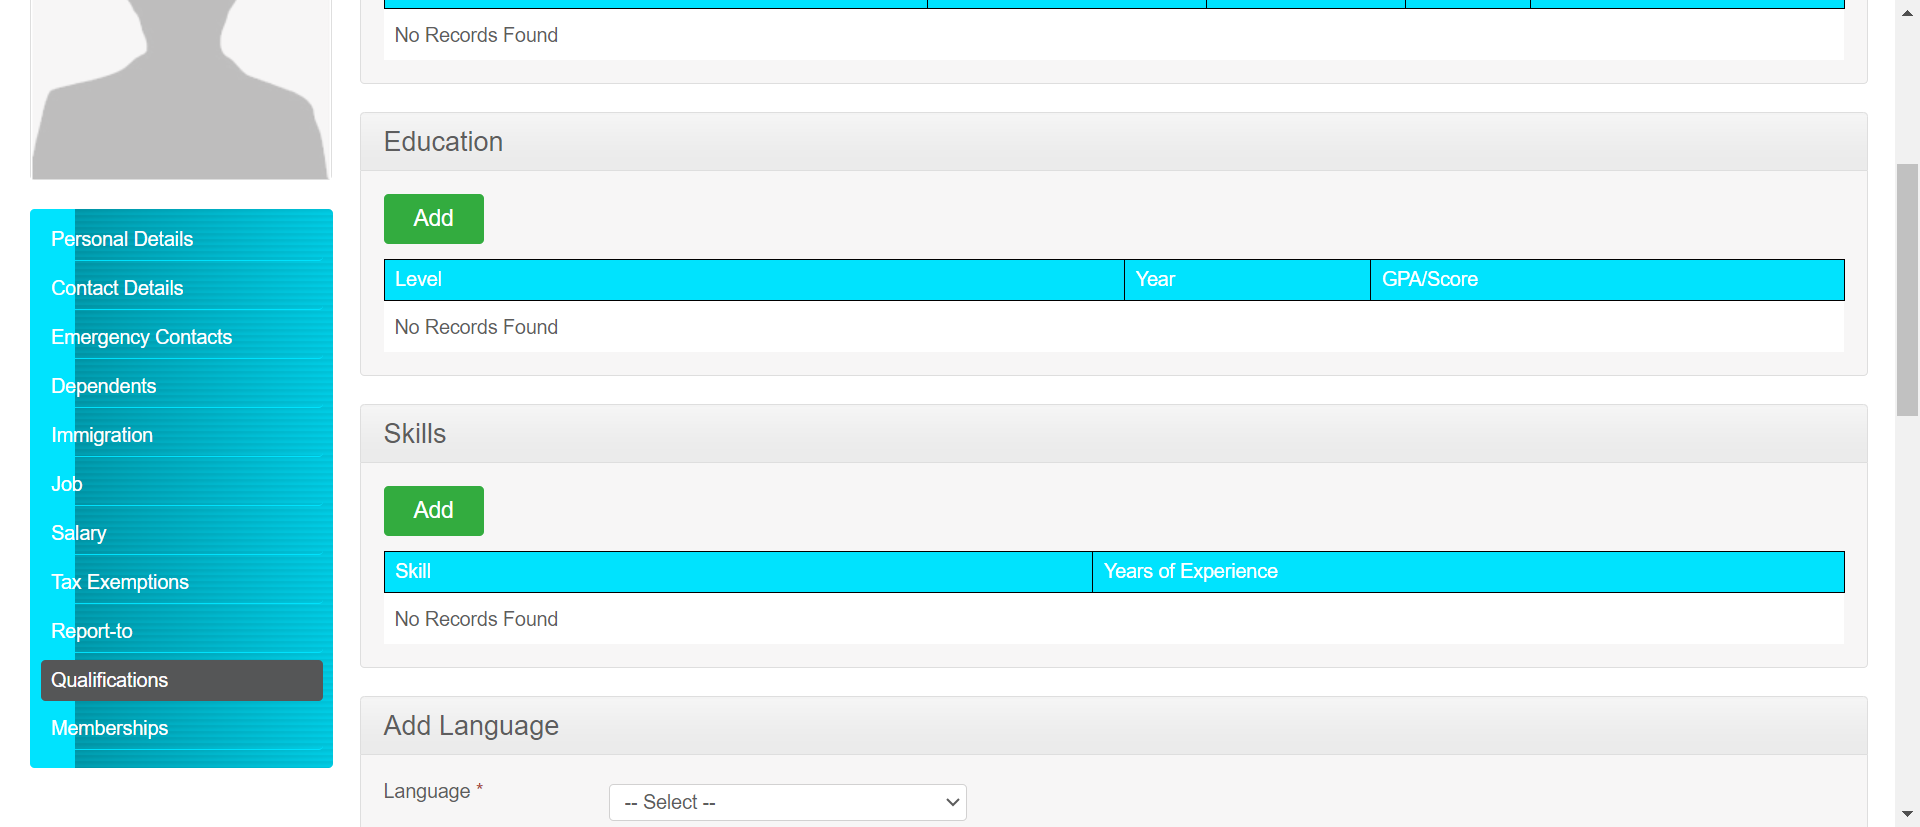 No Records Found
Education
Add
Level Year GPA/Score
No Records Found
Skills
Add
Skill Years of Experience
No Records Found
Add Language
Language * -- Select --
Personal Details
Contact Details
Emergency Contacts
Dependents
Immigration
Job
Salary
Tax Exemptions
Report-to
Qualifications
Memberships